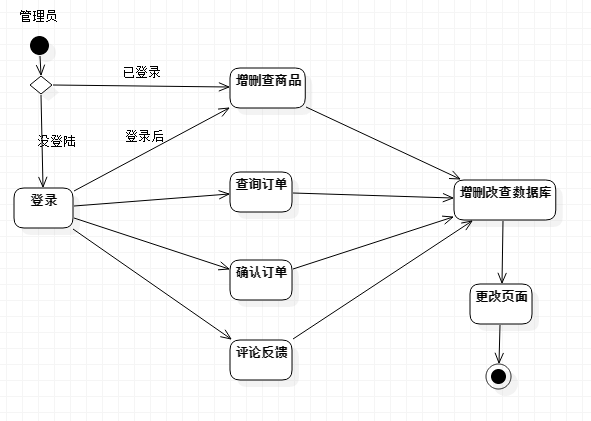 管理员
已登录
增删查商品
没登陆
登录后
登录
查询订单
增删改查数据库
确认订单
更改页面
评论反馈